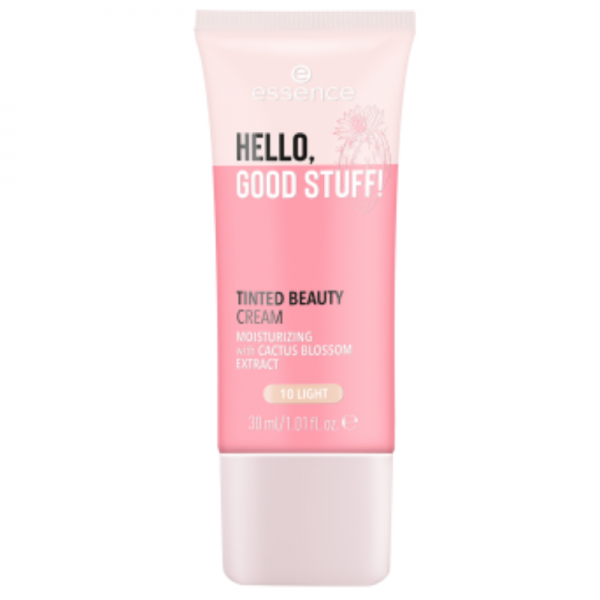 e
essence
HELLO,
GOOD STUFF!
TINTED BEAUTY
CREAM
MOISTURIZING
with CACTUS BLOSSOM
EXTRACT
10 LIGHT
30 ml/1.01 fl. oz. ℮